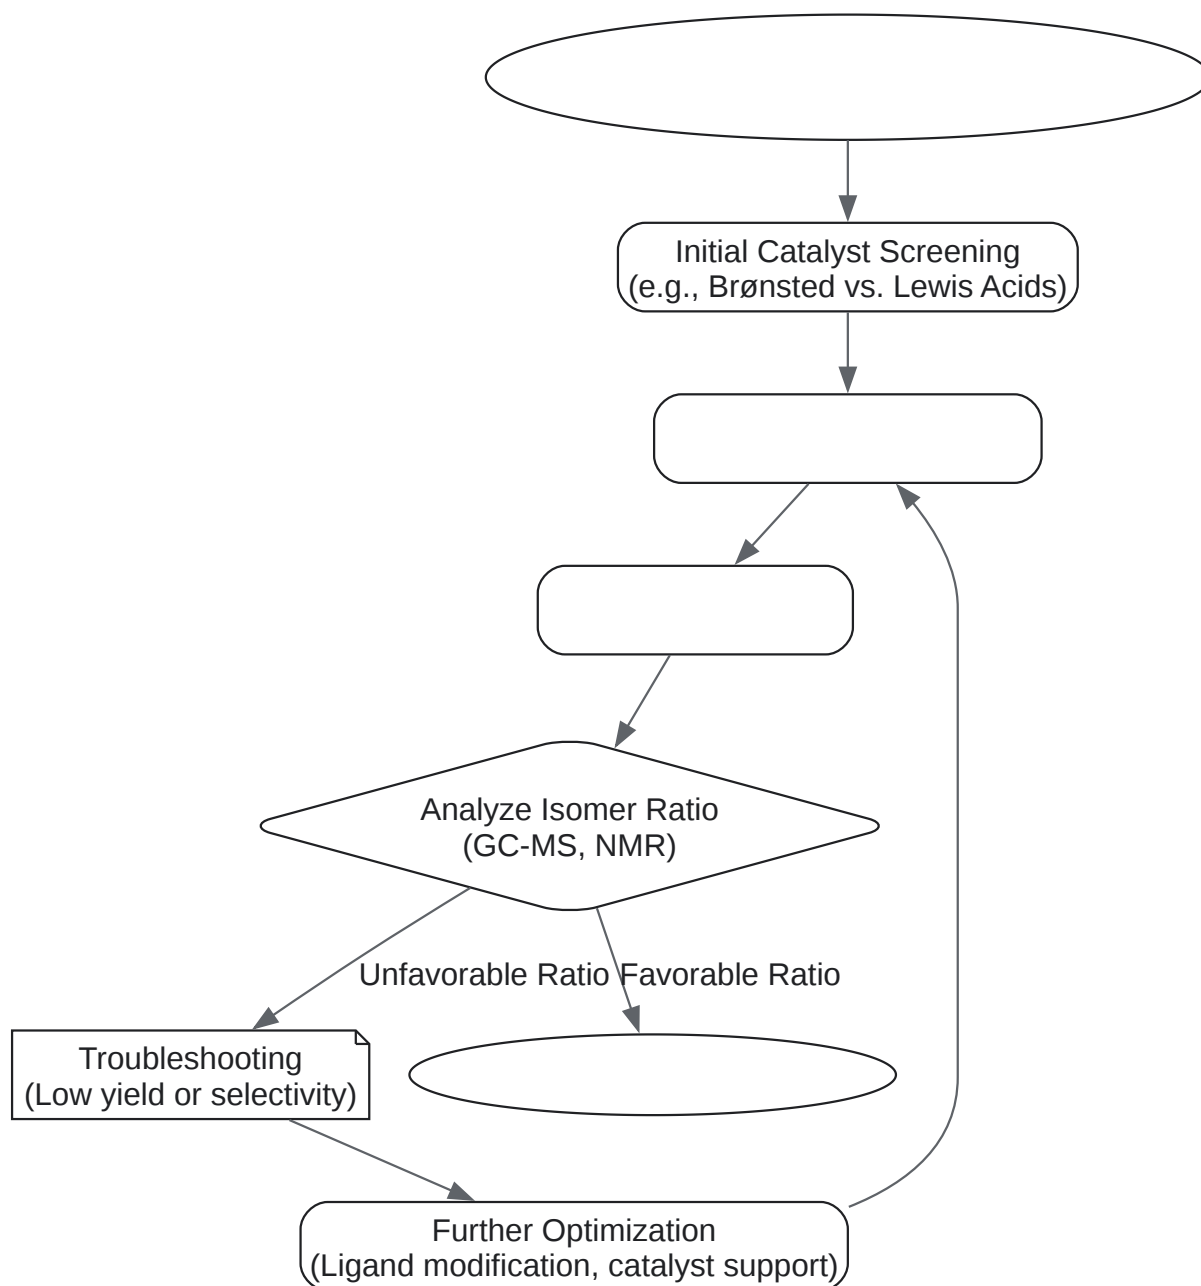 Initial Catalyst Screening
(e.g., Brønsted vs. Lewis Acids)
Analyze Isomer Ratio
(GC-MS, NMR)
Unfavorable Ratio
Favorable Ratio
Troubleshooting
(Low yield or selectivity)
Further Optimization
(Ligand modification, catalyst support)